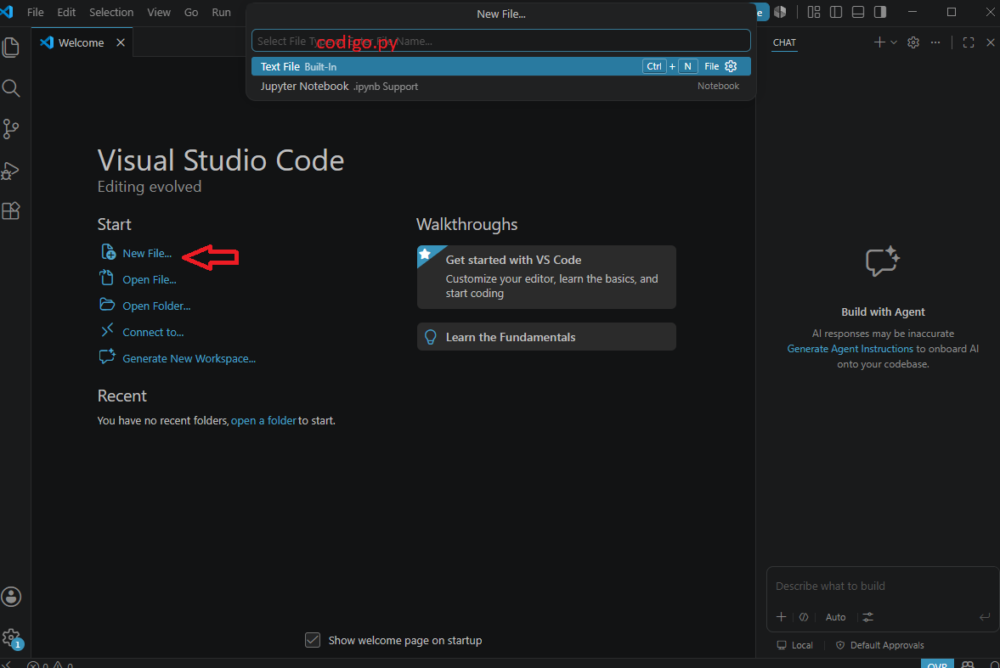 File Edit Selection View Go Run
New File...
Welcome
Select File Type or Enter File Name...
codigo.py
Text File Built-In Ctrl + N File
Jupyter Notebook .ipynb Support Notebook
CHAT
Visual Studio Code
Editing evolved
Start
New File...
Open File...
Open Folder...
Connect to...
Generate New Workspace...
Recent
You have no recent folders, open a folder to start.
Walkthroughs
Get started with VS Code
Customize your editor, learn the basics, and
start coding
Learn the Fundamentals
Build with Agent
AI responses may be inaccurate
Generate Agent Instructions to onboard AI
onto your codebase.
Describe what to build
Auto
Local Default Approvals
Show welcome page on startup
1
0 0
OVR